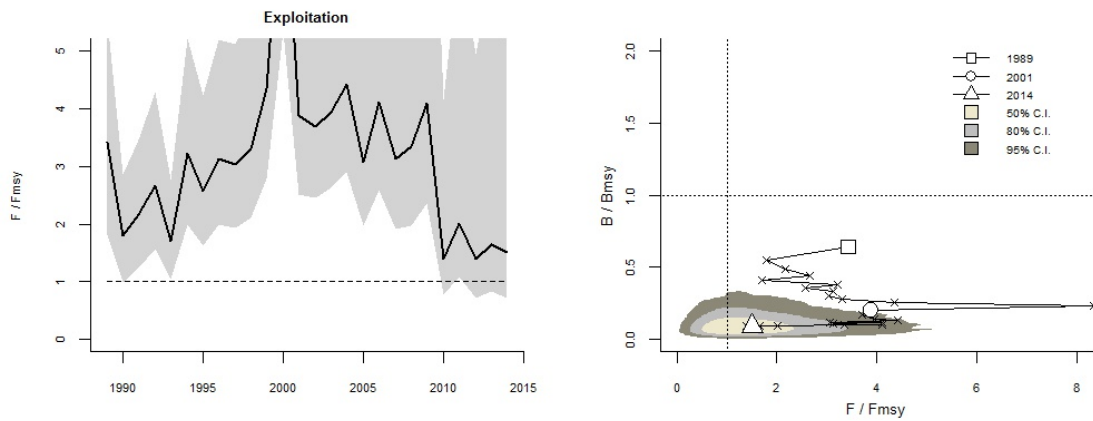 Exploitation
F / Fmsy
5
4
3
2
1
0
1990 1995 2000 2005 2010 2015
B / Bmsy
2.0
1.5
1.0
0.5
0.0
0 2 4 6 8
F / Fmsy
1989
2001
2014
50% C.I.
80% C.I.
95% C.I.